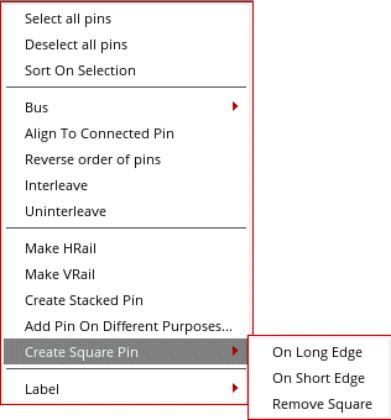 Select all pins
Deselect all pins
Sort On Selection
Bus
Align To Connected Pin
Reverse order of pins
Interleave
Uninterleave
Make HRail
Make VRail
Create Stacked Pin
Add Pin On Different Purposes...
Create Square Pin
On Long Edge
On Short Edge
Remove Square
Label